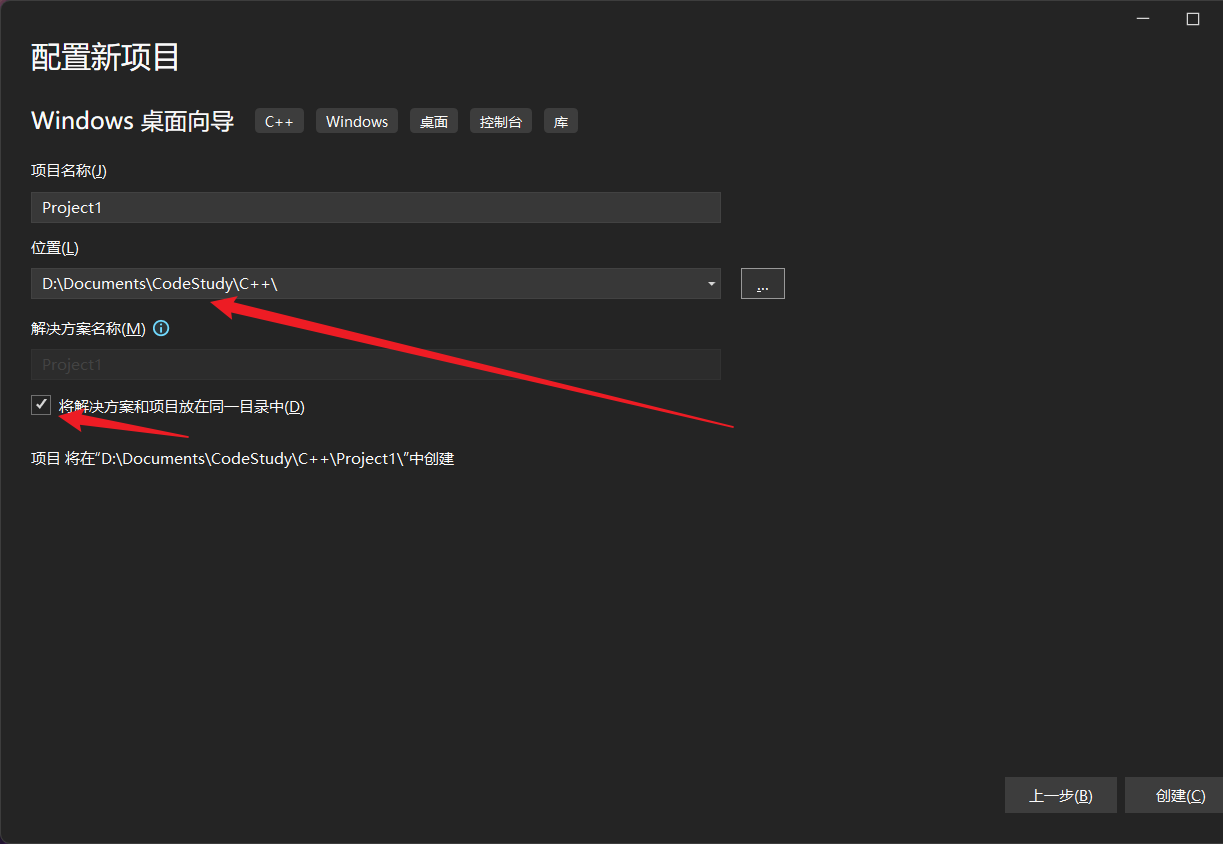 配置新项目
Windows 桌面向导 C++ Windows 桌面 控制台 库
项目名称(J)
Project1
位置(L)
D:\Documents\CodeStudy\C++\
...
解决方案名称(M)
Project1
将解决方案和项目放在同一目录中(D)
项目 将在“D:\Documents\CodeStudy\C++\Project1\”中创建
上一步(B) 创建(C)